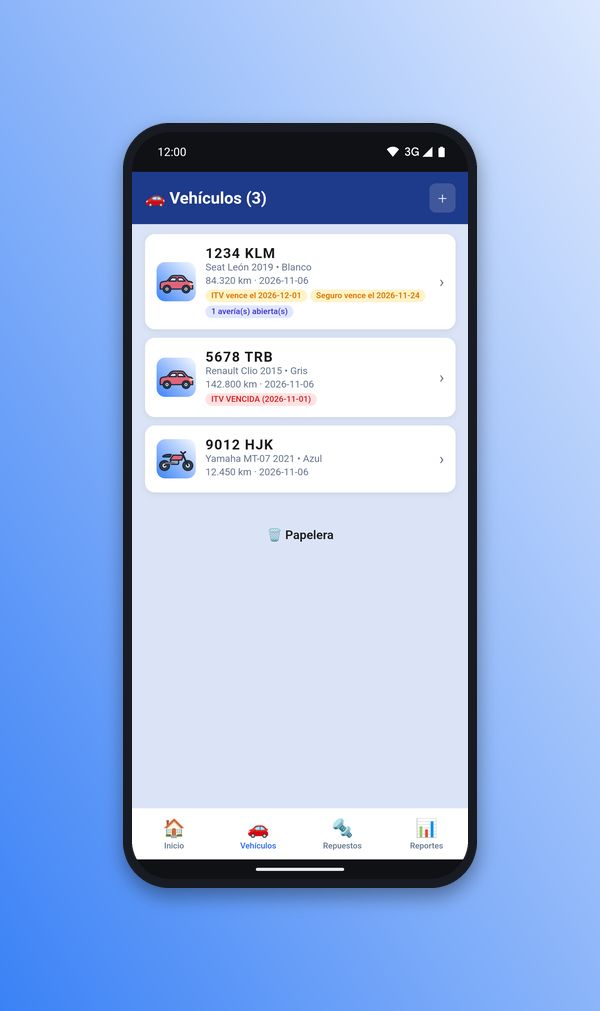 12:00 3G
Vehículos (3) +
1234 KLM
Seat León 2019 • Blanco
84.320 km · 2026-11-06
ITV vence el 2026-12-01 Seguro vence el 2026-11-24
1 avería(s) abierta(s)
5678 TRB
Renault Clio 2015 • Gris
142.800 km · 2026-11-06
ITV VENCIDA (2026-11-01)
9012 HJK
Yamaha MT-07 2021 • Azul
12.450 km · 2026-11-06
Papelera
Inicio Vehículos Repuestos Reportes